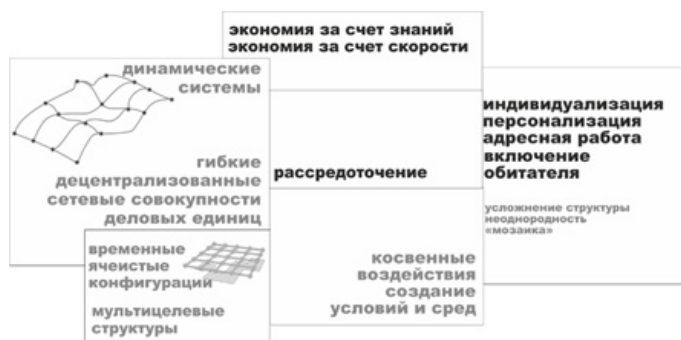 экономия за счет знаний
экономия за счет скорости
динамические
системы
гибкие
децентрализованные
сетевые совокупности
деловых единиц
рассредоточение
индивидуализация
персонализация
адресная работа
включение
обитателя
усложнение структуры
неоднородность
«мозаика»
временные
ячеистые
конфигурации
мультицелевые
структуры
косвенные
воздействия
создание
условий и сред